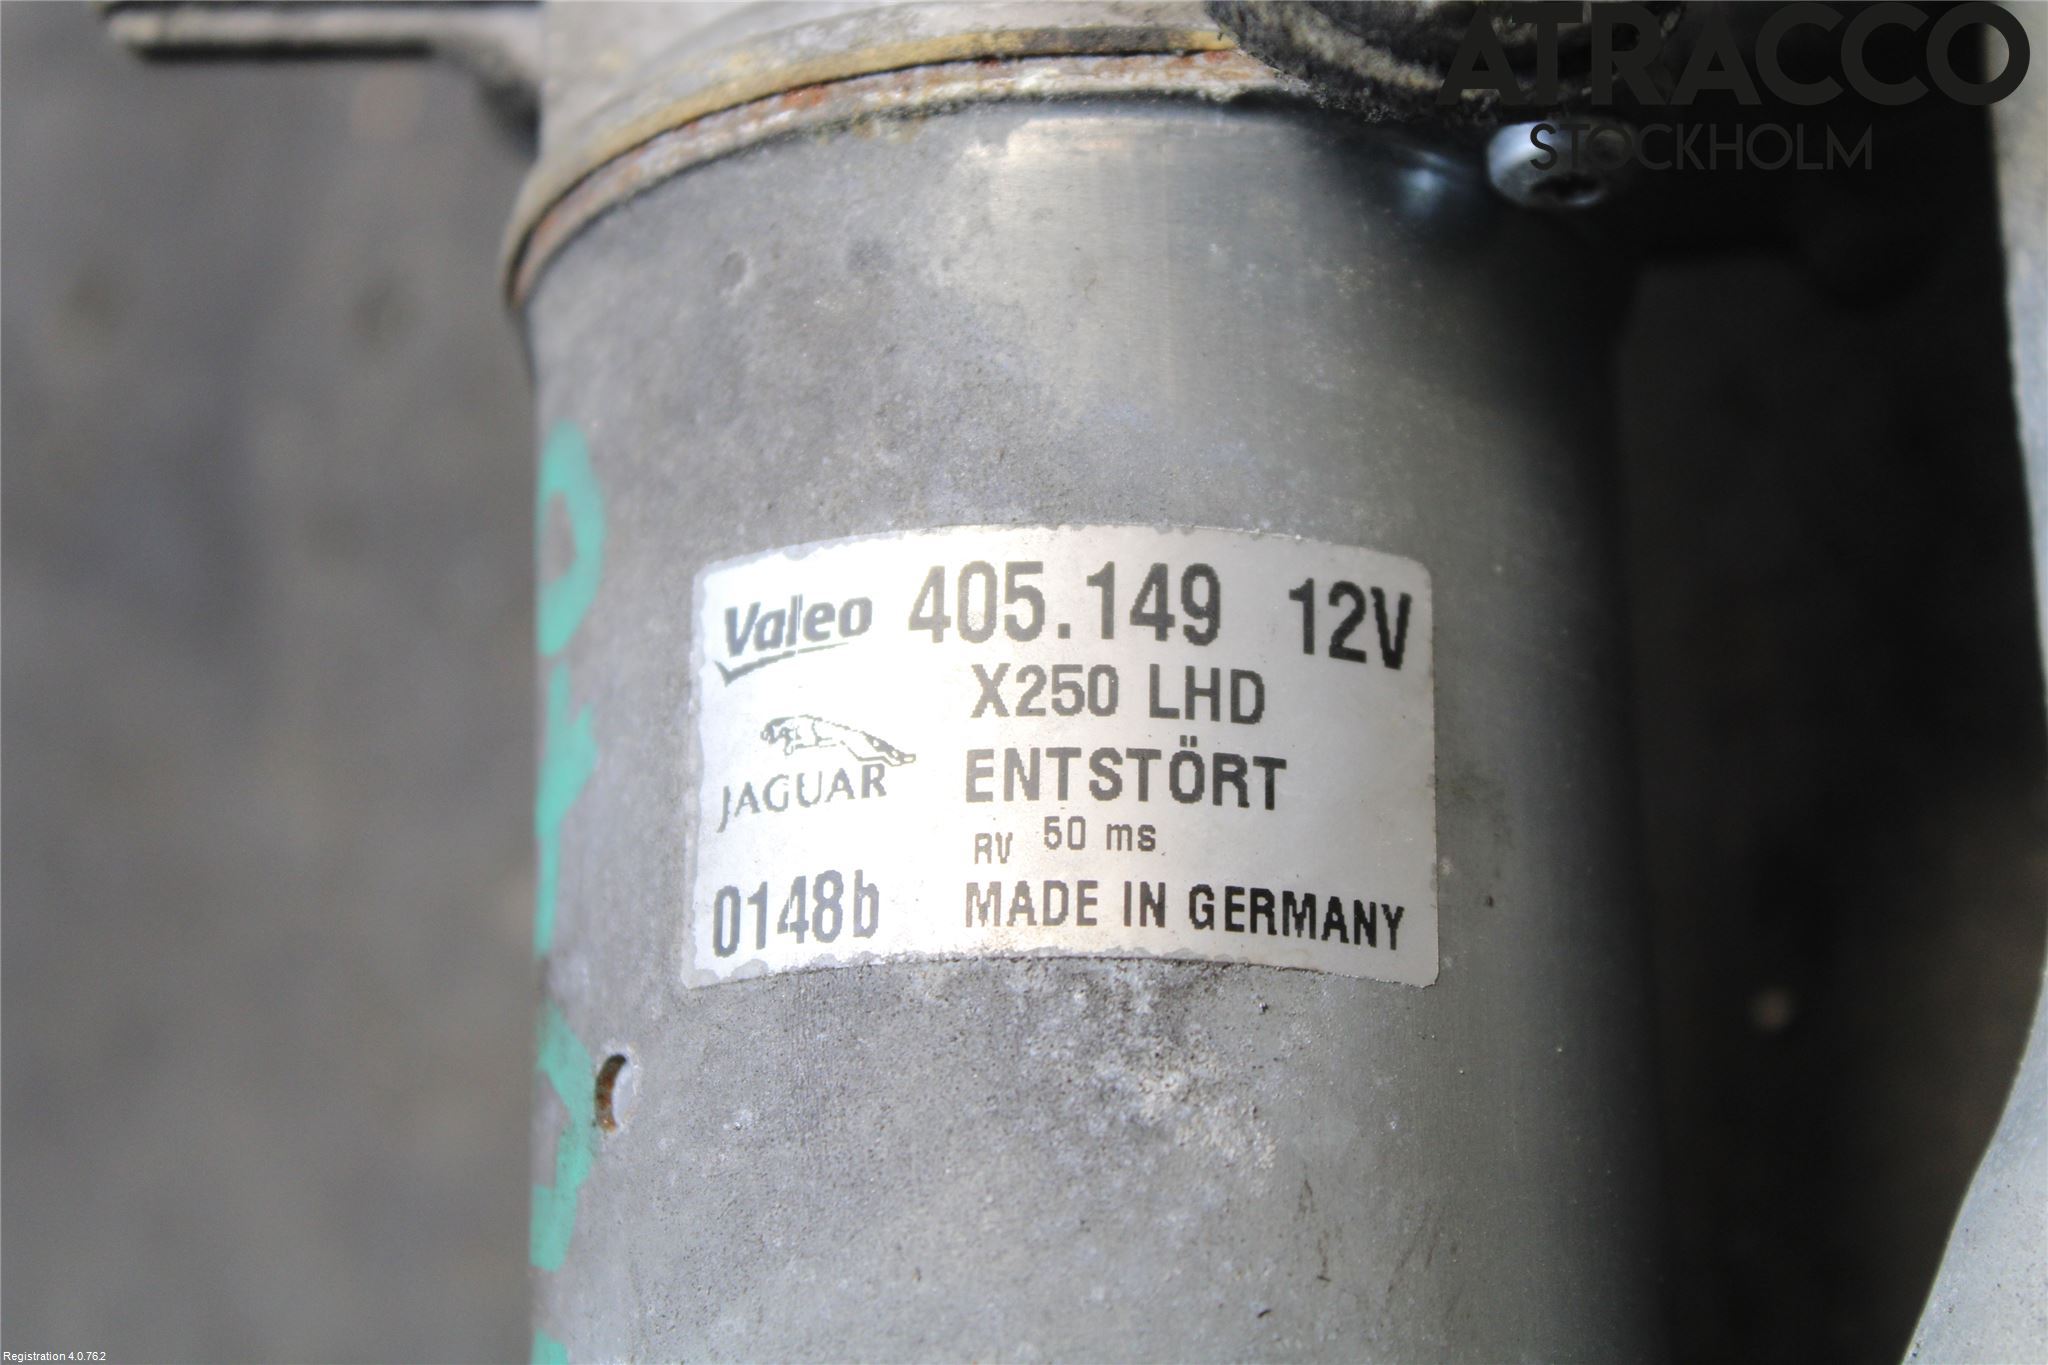 ATRACCO
STOCKHOLM
Valeo 405.149 12V
X250 LHD
JAGUAR ENTSTÖRT
RV 50 ms
0148b MADE IN GERMANY
Registration 4.0.762